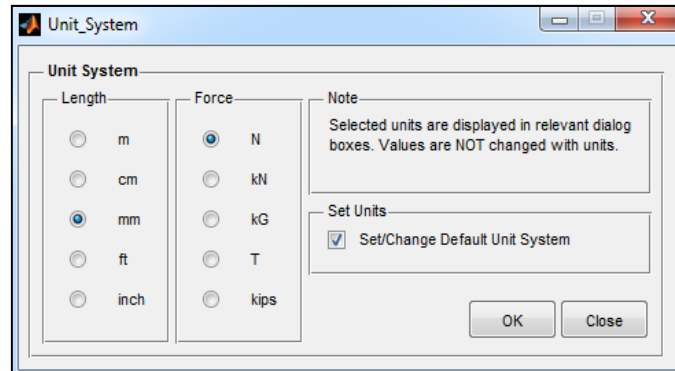 Unit_System
Unit System
Length
m
cm
mm
ft
inch
Force
N
kN
kG
T
kips
Note
Selected units are displayed in relevant dialog
boxes. Values are NOT changed with units.
Set Units
Set/Change Default Unit System
OK
Close